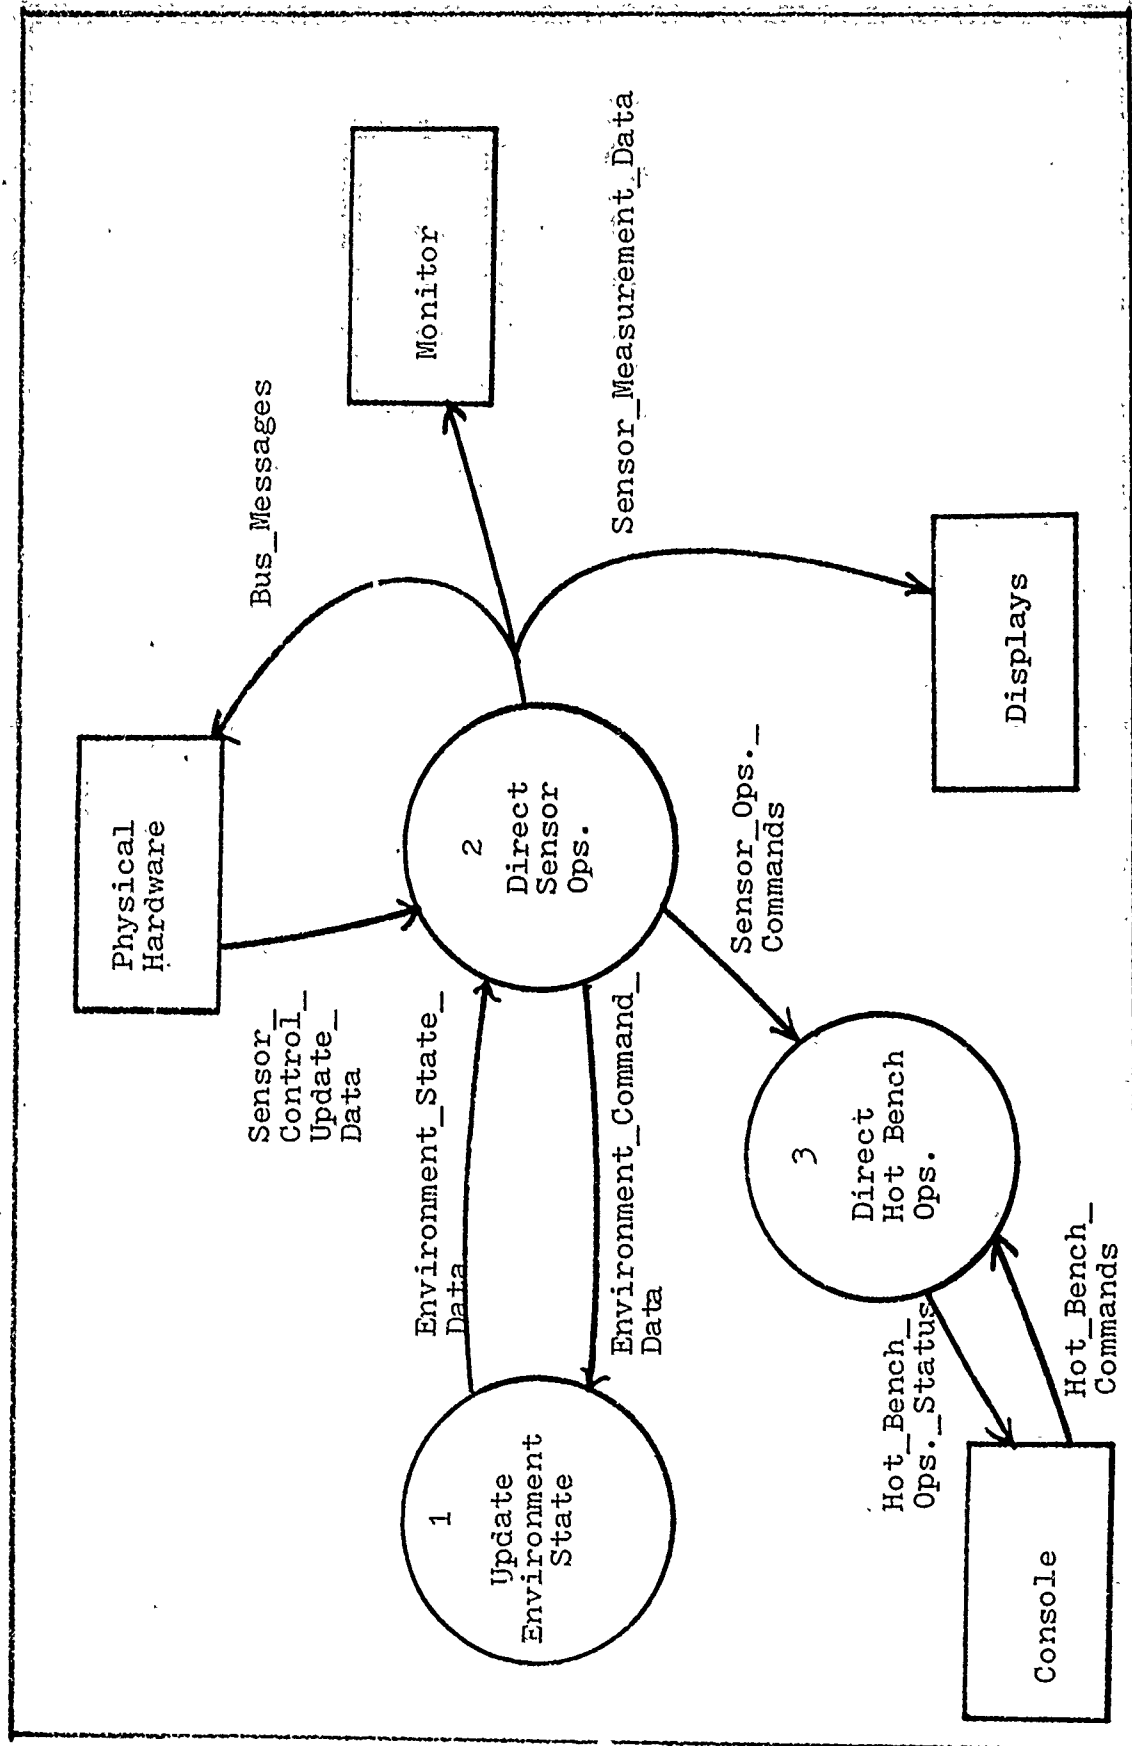 Physical
Hardware
Bus_Messages
Monitor
Sensor_
Control_
Update_
Data
Environment_State_
Data
1
Update
Environment
State
2
Direct
Sensor
Ops.
Environment_Command_
Data
Sensor_Measurement_Data
Sensor_Ops._
Commands
3
Direct
Hot Bench
Ops.
Displays
Hot_Bench_
Ops._Status
Hot_Bench_
Commands
Console